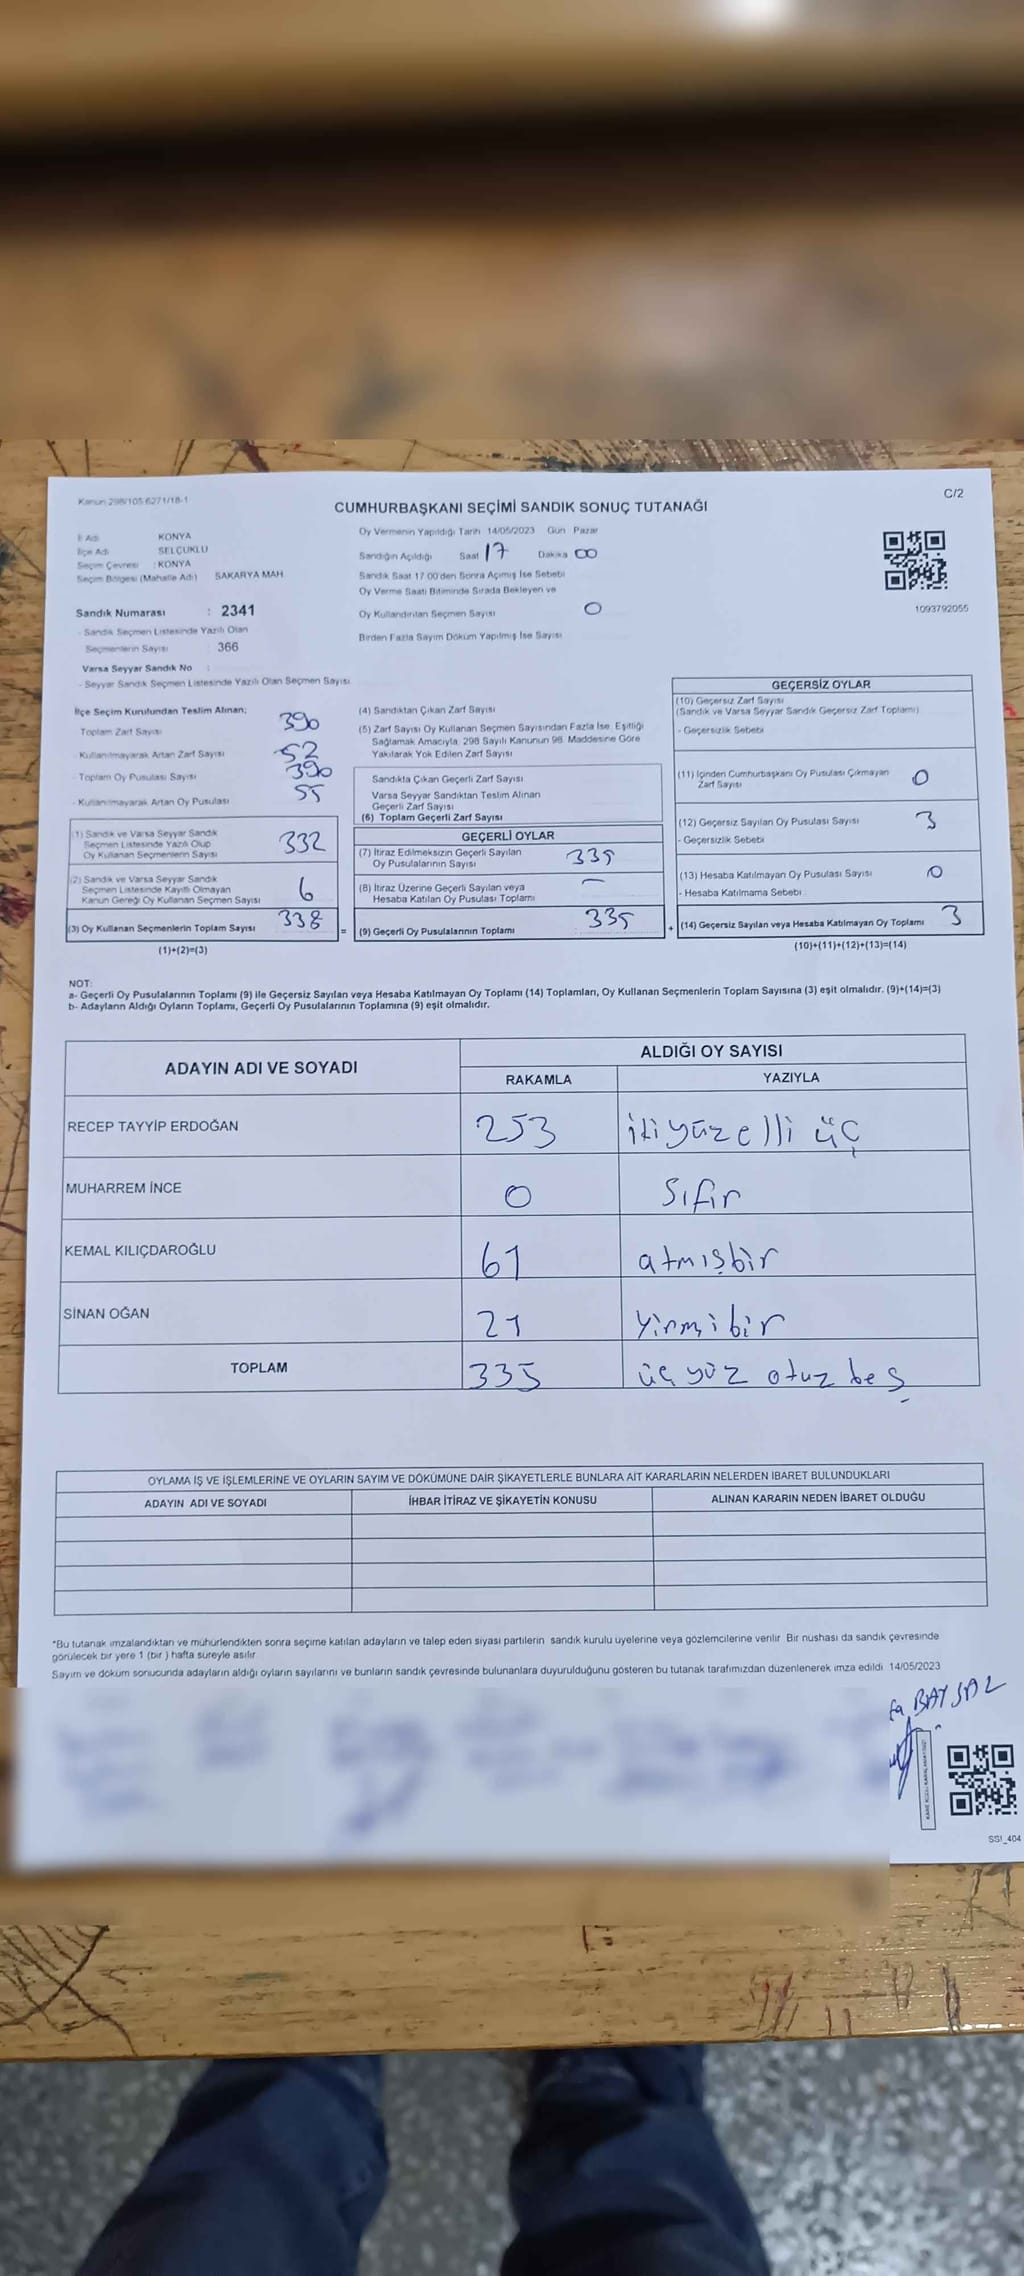 Kanun 298/105.6271/18-1
C/2
CUMHURBAŞKANI SEÇİMİ SANDIK SONUÇ TUTANAĞI
İl Adı KONYA
İlçe Adı SELÇUKLU
Seçim Çevresi : KONYA
Seçim Bölgesi (Mahalle Adı) SAKARYA MAH
Sandık Numarası : 2341
- Sandık Seçmen Listesinde Yazılı Olan
Seçmenlerin Sayısı 366
Varsa Seyyar Sandık No :
- Seyyar Sandık Seçmen Listesinde Yazılı Olan Seçmen Sayısı
Oy Vermenin Yapıldığı Tarih 14/05/2023 Gün Pazar
Sandığın Açıldığı Saat 17 Dakika 00
Sandık Saat 17.00'den Sonra Açımış İse Sebebi
Oy Verme Saati Bitiminde Sırada Bekleyen ve
Oy Kullandırılan Seçmen Sayısı 0
Birden Fazla Sayım Döküm Yapılmış İse Sayısı
1093792055
İlçe Seçim Kurulundan Teslim Alınan;
Toplam Zarf Sayısı 390
- Kullanılmayarak Artan Zarf Sayısı 52
- Toplam Oy Pusulası Sayısı 390
- Kullanılmayarak Artan Oy Pusulası 55
(1) Sandık ve Varsa Seyyar Sandık
Seçmen Listesinde Yazılı Olup
Oy Kullanan Seçmenlerin Sayısı 332
(2) Sandık ve Varsa Seyyar Sandık
Seçmen Listesinde Kayıtlı Olmayan
Kanun Gereği Oy Kullanan Seçmen Sayısı 6
(3) Oy Kullanan Seçmenlerin Toplam Sayısı 338
(1)+(2)=(3)
=
(4) Sandıktan Çıkan Zarf Sayısı
(5) Zarf Sayısı Oy Kullanan Seçmen Sayısından Fazla İse, Eşitliği
Sağlamak Amacıyla, 298 Sayılı Kanunun 98. Maddesine Göre
Yakılarak Yok Edilen Zarf Sayısı
Sandıkta Çıkan Geçerli Zarf Sayısı
Varsa Seyyar Sandıktan Teslim Alınan
Geçerli Zarf Sayısı
(6) Toplam Geçerli Zarf Sayısı
GEÇERLİ OYLAR
(7) İtiraz Edilmeksizin Geçerli Sayılan
Oy Pusulalarının Sayısı 335
(8) İtiraz Üzerine Geçerli Sayılan veya
Hesaba Katılan Oy Pusulası Toplamı –
(9) Geçerli Oy Pusulalarının Toplamı 335
+
GEÇERSİZ OYLAR
(10) Geçersiz Zarf Sayısı
(Sandık ve Varsa Seyyar Sandık Geçersiz Zarf Toplamı)
- Geçersizlik Sebebi
(11) İçinden Cumhurbaşkanı Oy Pusulası Çıkmayan
Zarf Sayısı 0
(12) Geçersiz Sayılan Oy Pusulası Sayısı 3
- Geçersizlik Sebebi
(13) Hesaba Katılmayan Oy Pusulası Sayısı 0
- Hesaba Katılmama Sebebi
(14) Geçersiz Sayılan veya Hesaba Katılmayan Oy Toplamı 3
(10)+(11)+(12)+(13)=(14)
NOT:
a- Geçerli Oy Pusulalarının Toplamı (9) ile Geçersiz Sayılan veya Hesaba Katılmayan Oy Toplamı (14) Toplamları, Oy Kullanan Seçmenlerin Toplam Sayısına (3) eşit olmalıdır. (9)+(14)=(3)
b- Adayların Aldığı Oyların Toplamı, Geçerli Oy Pusulalarının Toplamına (9) eşit olmalıdır.
ADAYIN ADI VE SOYADI
ALDIĞI OY SAYISI
RAKAMLA YAZIYLA
RECEP TAYYİP ERDOĞAN 253 ikiyüzelli üç
MUHARREM İNCE 0 sıfır
KEMAL KILIÇDAROĞLU 61 atmışbir
SİNAN OĞAN 21 yirmibir
TOPLAM 335 üç yüz otuz beş
OYLAMA İŞ VE İŞLEMLERİNE VE OYLARIN SAYIM VE DÖKÜMÜNE DAİR ŞİKAYETLERLE BUNLARA AİT KARARLARIN NELERDEN İBARET BULUNDUKLARI
ADAYIN ADI VE SOYADI İHBAR İTİRAZ VE ŞİKAYETİN KONUSU ALINAN KARARIN NEDEN İBARET OLDUĞU
*Bu tutanak imzalandıktan ve mühürlendikten sonra seçime katılan adayların ve talep eden siyasi partilerin sandık kurulu üyelerine veya gözlemcilerine verilir. Bir nüshası da sandık çevresinde
görülecek bir yere 1 (bir ) hafta süreyle asılır.
Sayım ve döküm sonucunda adayların aldığı oyların sayılarını ve bunların sandık çevresinde bulunanlara duyurulduğunu gösteren bu tutanak tarafımızdan düzenlenerek imza edildi. 14/05/2023
fa BAYSAL
SSI_404